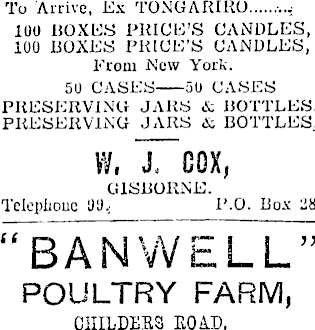 To Arrive, Ex TONGARIRO.........
100 BOXES PRICE'S CANDLES,
100 BOXES PRICE'S CANDLES,
From New York.
50 CASES——50 CASES
PRESERVING JARS & BOTTLES,
PRESERVING JARS & BOTTLES,
W. J. COX,
GISBORNE.
Telephone 99. P.O. Box 28
"BANWELL"
POULTRY FARM,
CHILDERS ROAD.